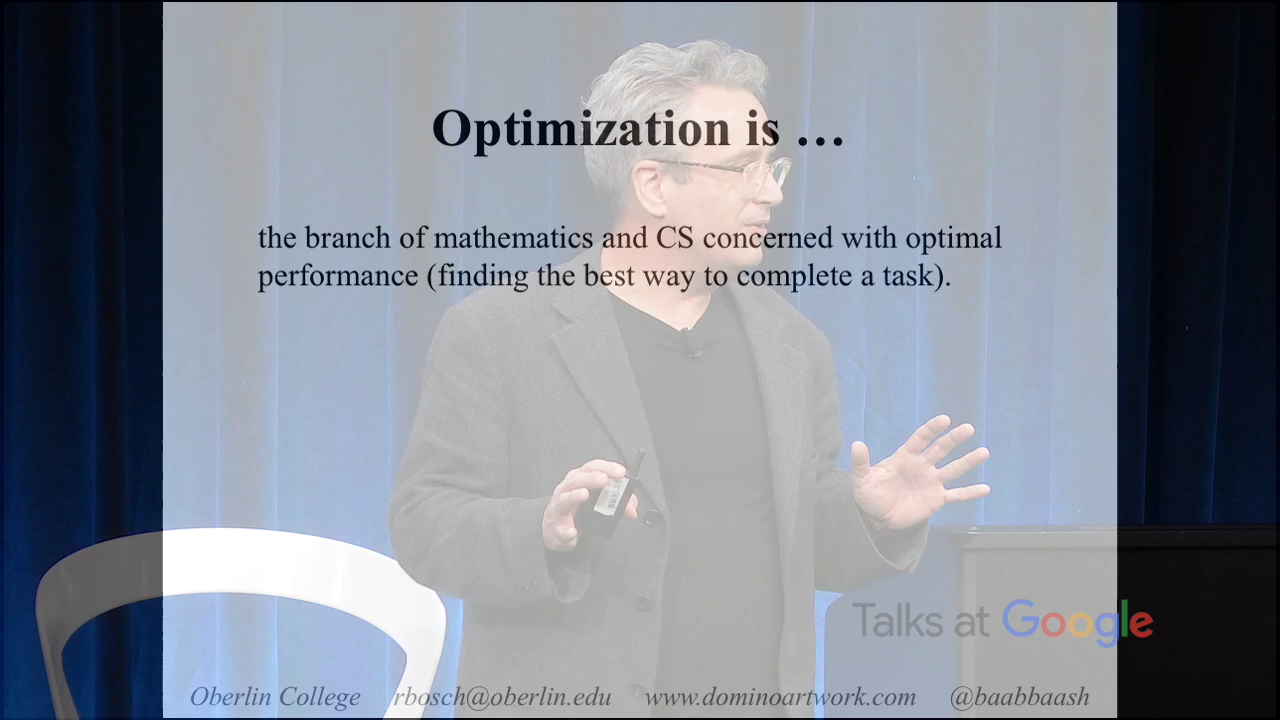 Optimization is …
the branch of mathematics and CS concerned with optimal
performance (finding the best way to complete a task).
Talks at Google
Oberlin College rbosch@oberlin.edu www.dominoartwork.com @baabbaash